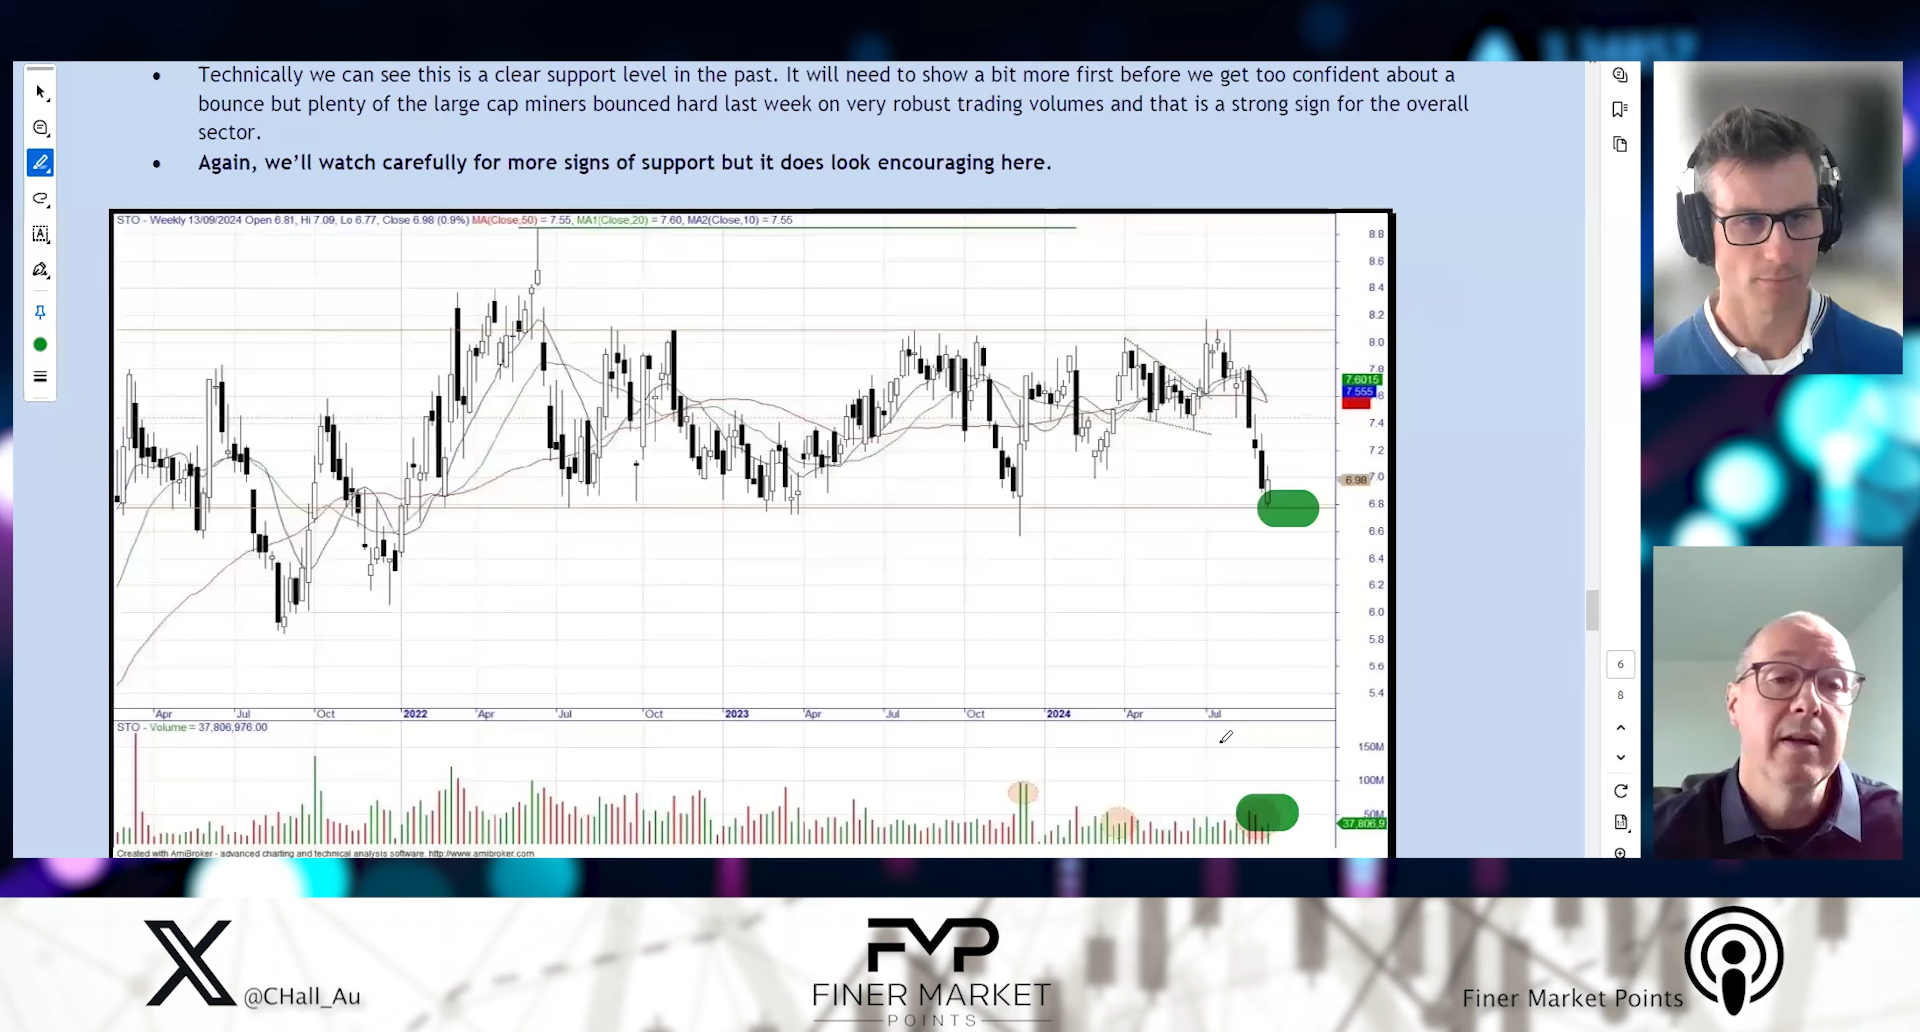 Technically we can see this is a clear support level in the past. It will need to show a bit more first before we get too confident about a
bounce but plenty of the large cap miners bounced hard last week on very robust trading volumes and that is a strong sign for the overall
sector.
Again, we'll watch carefully for more signs of support but it does look encouraging here.
STO - Weekly 13/09/2024 Open 6.81, Hi 7.09, Lo 6.77, Close 6.98 (0.9%) MA(Close,50) = 7.55, MA1(Close,20) = 7.60, MA2(Close,10) = 7.55
8.8
8.6
8.4
8.2
8.0
7.8
7.6015
7.555
6
7.4
7.2
7.0
6.98
6.8
6.6
6.4
6.2
6.0
5.8
5.6
5.4
Apr Jul Oct 2022 Apr Jul Oct 2023 Apr Jul Oct 2024 Apr Jul
STO - Volume = 37,806,976.00
150M
100M
50M
37,806,9
Created with AmiBroker - advanced charting and technical analysis software. http://www.amibroker.com
6
8
@CHall_Au
FMP
FINER MARKET
POINTS
Finer Market Points